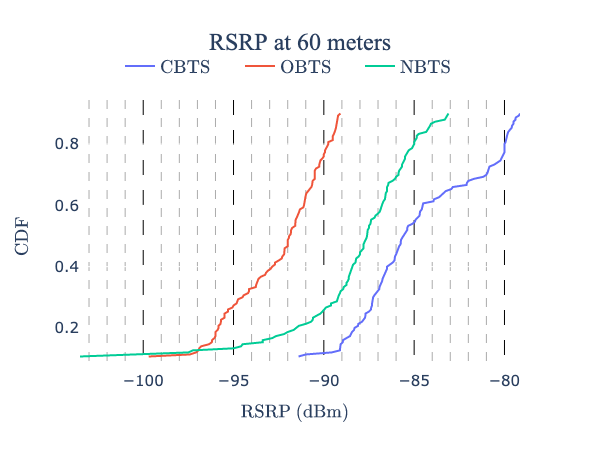 RSRP at 60 meters
CBTS OBTS NBTS
0.8
0.6
0.4
0.2
CDF
−100 −95 −90 −85 −80
RSRP (dBm)